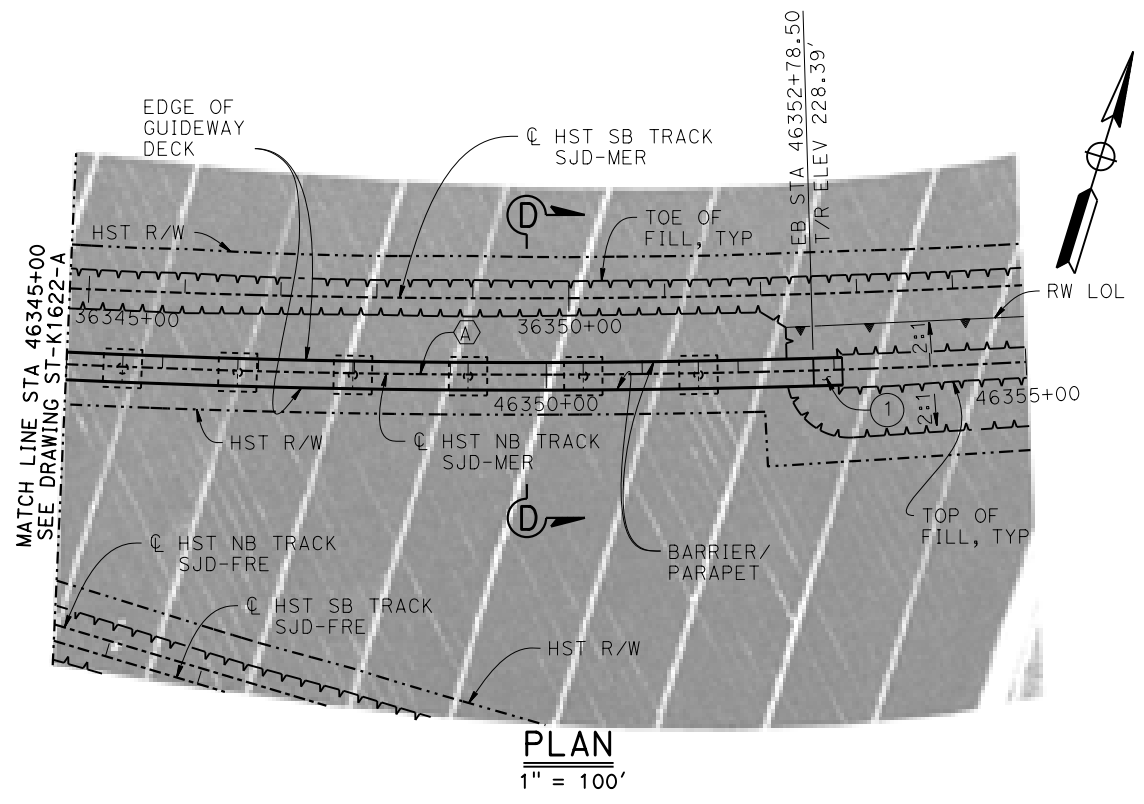 EB STA 46352+78.50
T/R ELEV 228.39'
EDGE OF
GUIDEWAY
DECK
℄ HST SB TRACK
SJD-MER
D
TOE OF
FILL, TYP
HST R/W
RW LOL
MATCH LINE STA 46345+00
SEE DRAWING ST-K1622-A
36345+00
A
36350+00
2:1
46350+00
1
46355+00
2:1
HST R/W
℄ HST NB TRACK
SJD-MER
D
TOP OF
FILL, TYP
BARRIER/
PARAPET
℄ HST NB TRACK
SJD-FRE
℄ HST SB TRACK
SJD-FRE
HST R/W
PLAN
1" = 100'